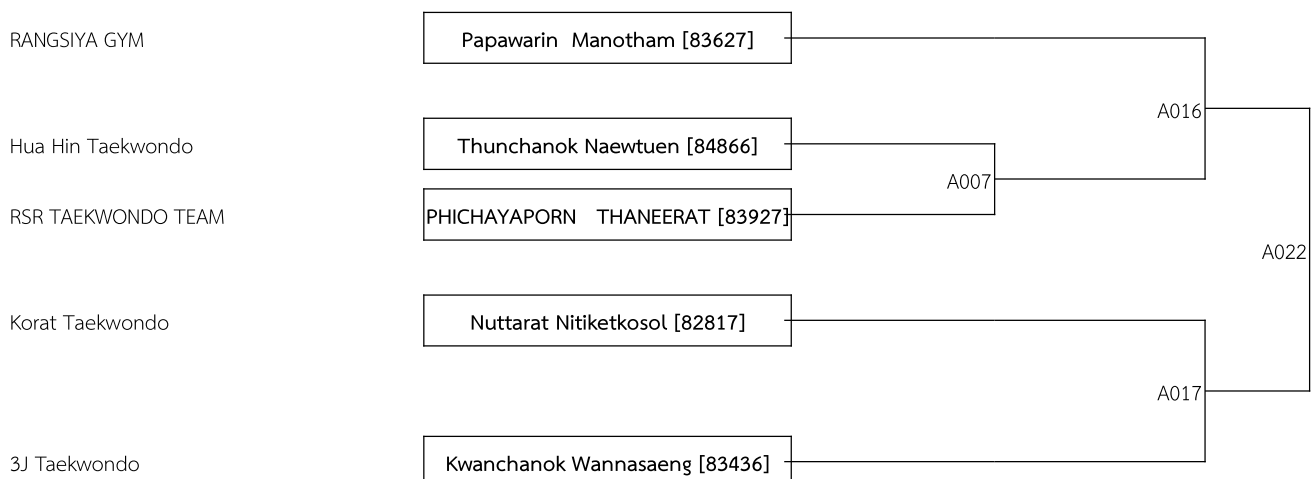 RANGSIYA GYM
Papawarin  Manotham [83627]
A016
Hua Hin Taekwondo
Thunchanok Naewtuen [84866]
A007
RSR TAEKWONDO TEAM
PHICHAYAPORN   THANEERAT [83927]
A022
Korat Taekwondo
Nuttarat Nitiketkosol [82817]
A017
3J Taekwondo
Kwanchanok Wannasaeng [83436]